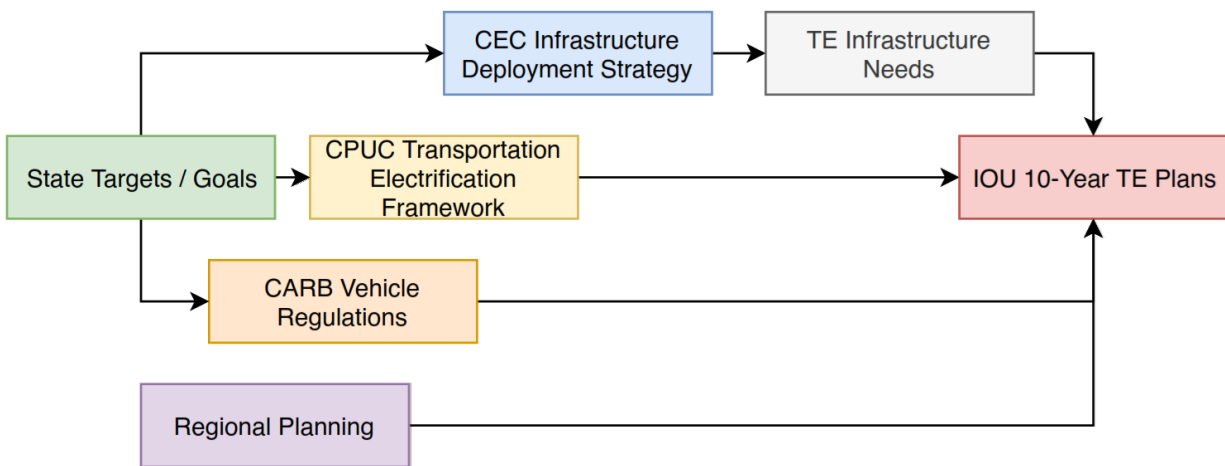 CEC Infrastructure
Deployment Strategy
TE Infrastructure
Needs
State Targets / Goals
CPUC Transportation
Electrification
Framework
IOU 10-Year TE Plans
CARB Vehicle
Regulations
Regional Planning